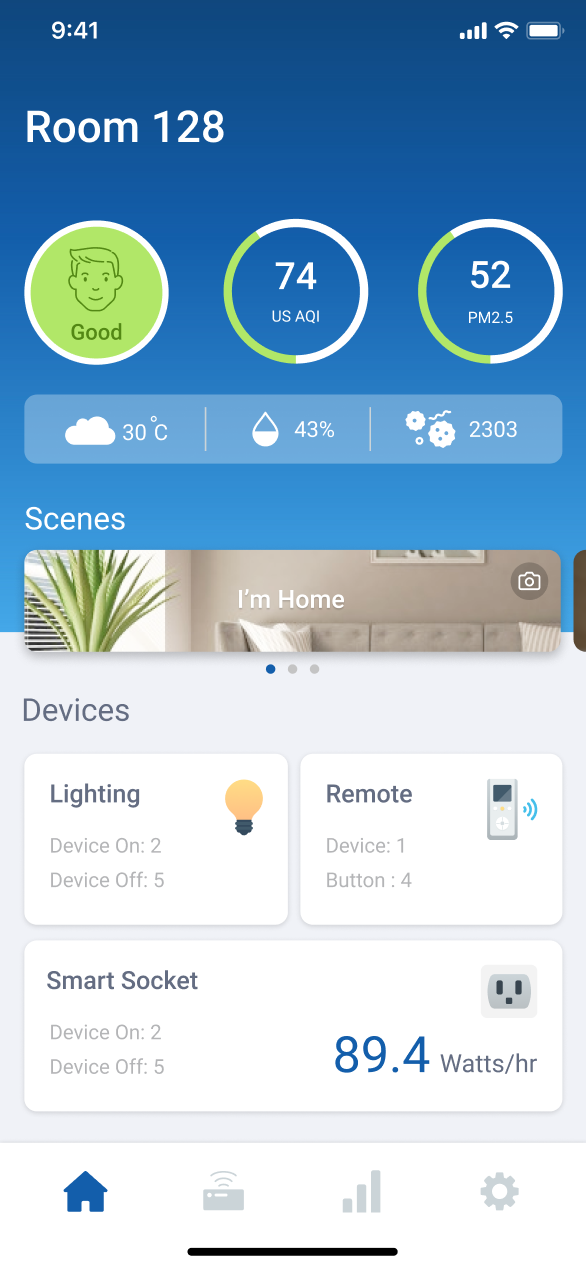 9:41
Room 128
Good
74
US AQI
52
PM2.5
30°C
43%
2303
Scenes
I'm Home
Devices
Lighting
Device On: 2
Device Off: 5
Remote
Device: 1
Button : 4
Smart Socket
Device On: 2
Device Off: 5
89.4 Watts/hr